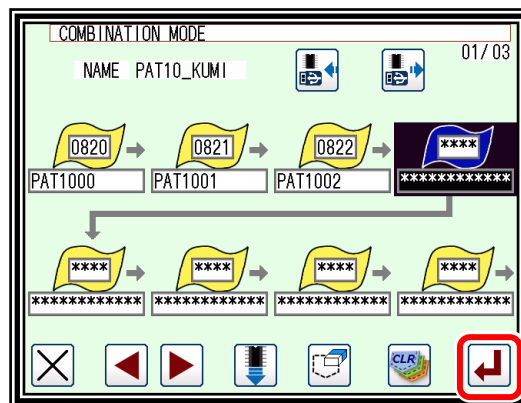 COMBINATION MODE
01/03
NAME PAT10_KUMI
0820 0821 0822 ****
PAT1000 PAT1001 PAT1002 ************
**** **** **** ****
************ ************ ************ ************
CLR